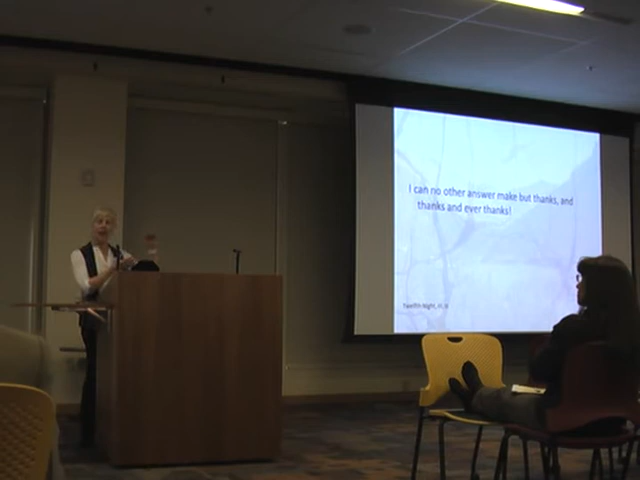 I can no other answer make but thanks, and
thanks and ever thanks!
Twelfth Night,